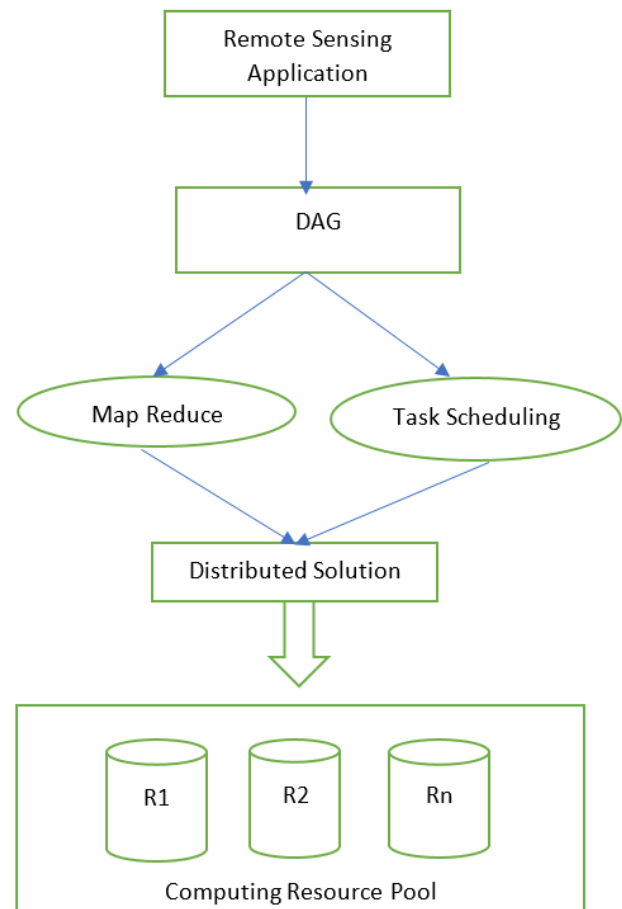 Remote Sensing
Application
DAG
Map Reduce
Task Scheduling
Distributed Solution
R1
R2
Rn
Computing Resource Pool